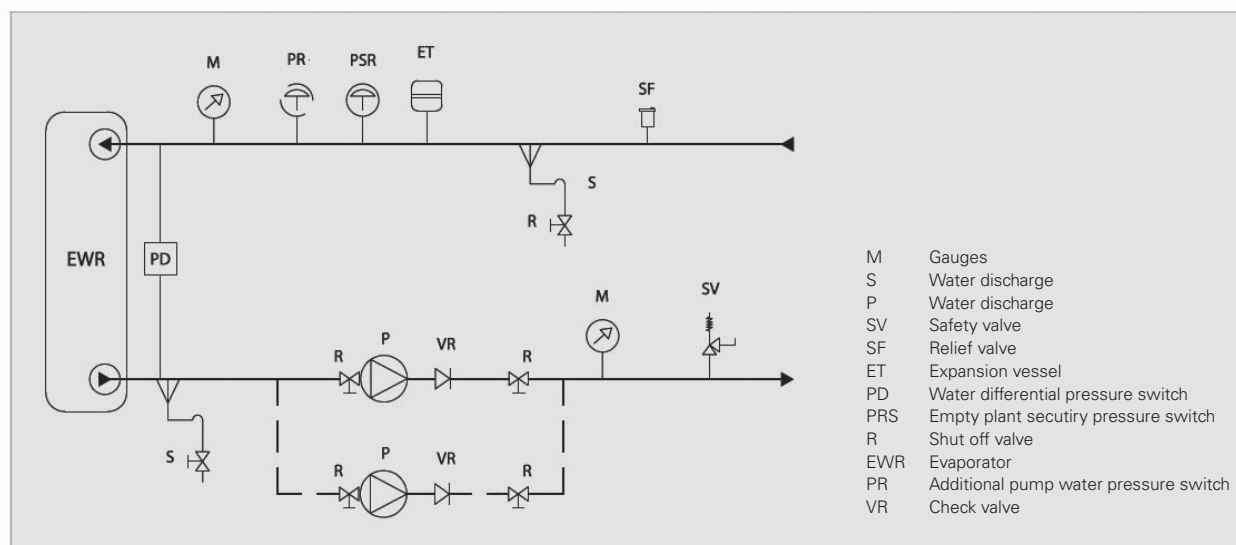 M
PR
PSR
ET
SF
S
R
EWR
PD
M
SV
R
P
VR
R
S
R
P
VR
R
M Gauges
S Water discharge
P Water discharge
SV Safety valve
SF Relief valve
ET Expansion vessel
PD Water differential pressure switch
PRS Empty plant secutiry pressure switch
R Shut off valve
EWR Evaporator
PR Additional pump water pressure switch
VR Check valve